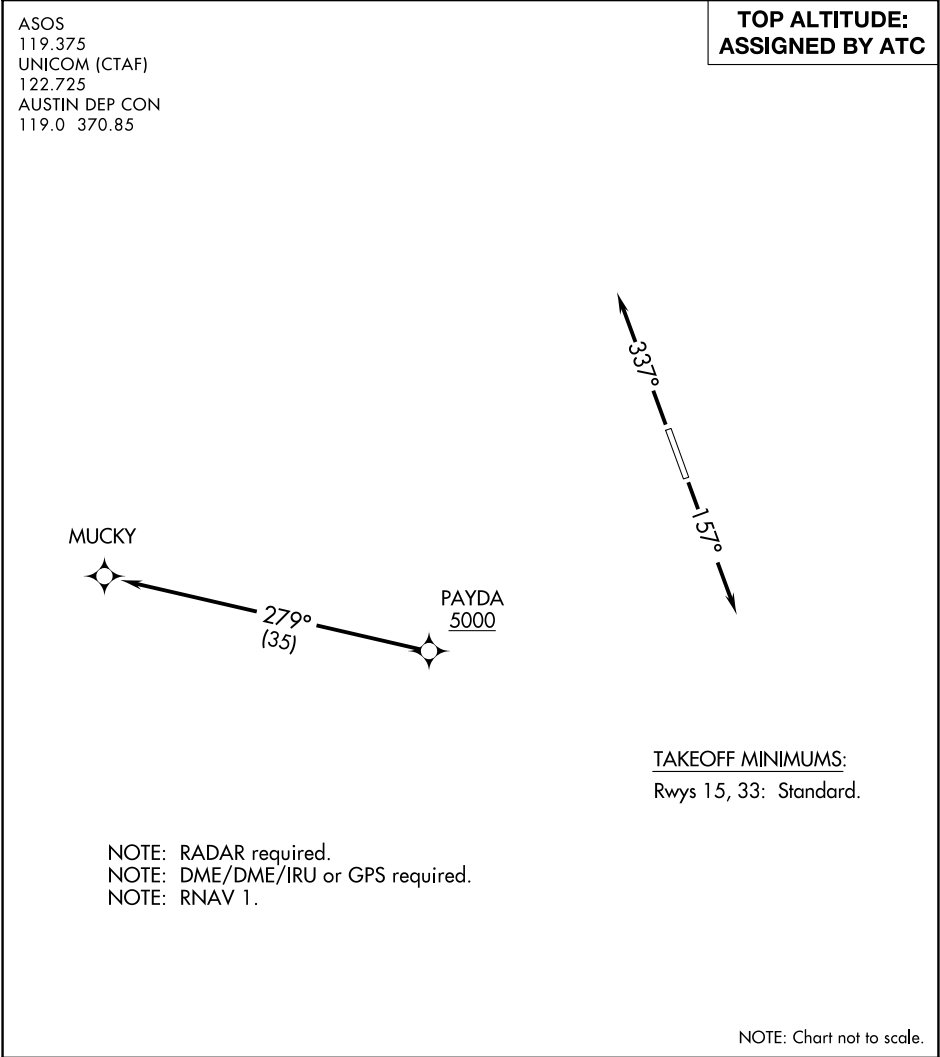 ASOS
119.375
UNICOM (CTAF)
122.725
AUSTIN DEP CON
119.0 370.85
TOP ALTITUDE:
ASSIGNED BY ATC
337°
157°
MUCKY
279°
(35)
PAYDA
5000
TAKEOFF MINIMUMS:
Rwys 15, 33: Standard.
NOTE: RADAR required.
NOTE: DME/DME/IRU or GPS required.
NOTE: RNAV 1.
NOTE: Chart not to scale.